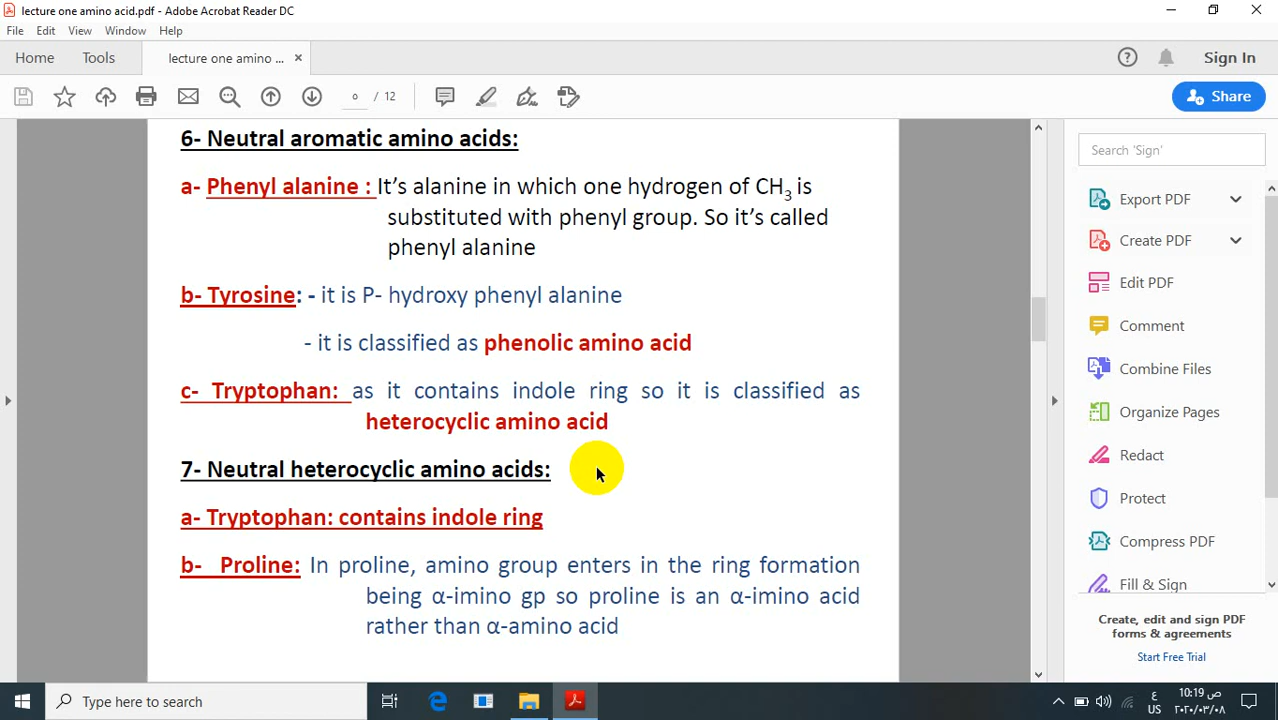 lecture one amino acid.pdf - Adobe Acrobat Reader DC
File Edit View Window Help
Home Tools lecture one amino ... × Sign In
٥ / 12 Share
6- Neutral aromatic amino acids:
a- Phenyl alanine : It’s alanine in which one hydrogen of CH3 is
substituted with phenyl group. So it’s called
phenyl alanine
b- Tyrosine: - it is P- hydroxy phenyl alanine
- it is classified as phenolic amino acid
c- Tryptophan: as it contains indole ring so it is classified as
heterocyclic amino acid
7- Neutral heterocyclic amino acids:
a- Tryptophan: contains indole ring
b- Proline: In proline, amino group enters in the ring formation
being α-imino gp so proline is an α-imino acid
rather than α-amino acid
Search 'Sign'
Export PDF
Create PDF
Edit PDF
Comment
Combine Files
Organize Pages
Redact
Protect
Compress PDF
Fill & Sign
Create, edit and sign PDF
forms & agreements
Start Free Trial
Type here to search
ع
US
10:19 ص
٢٠٢٠/٠٣/٠٨